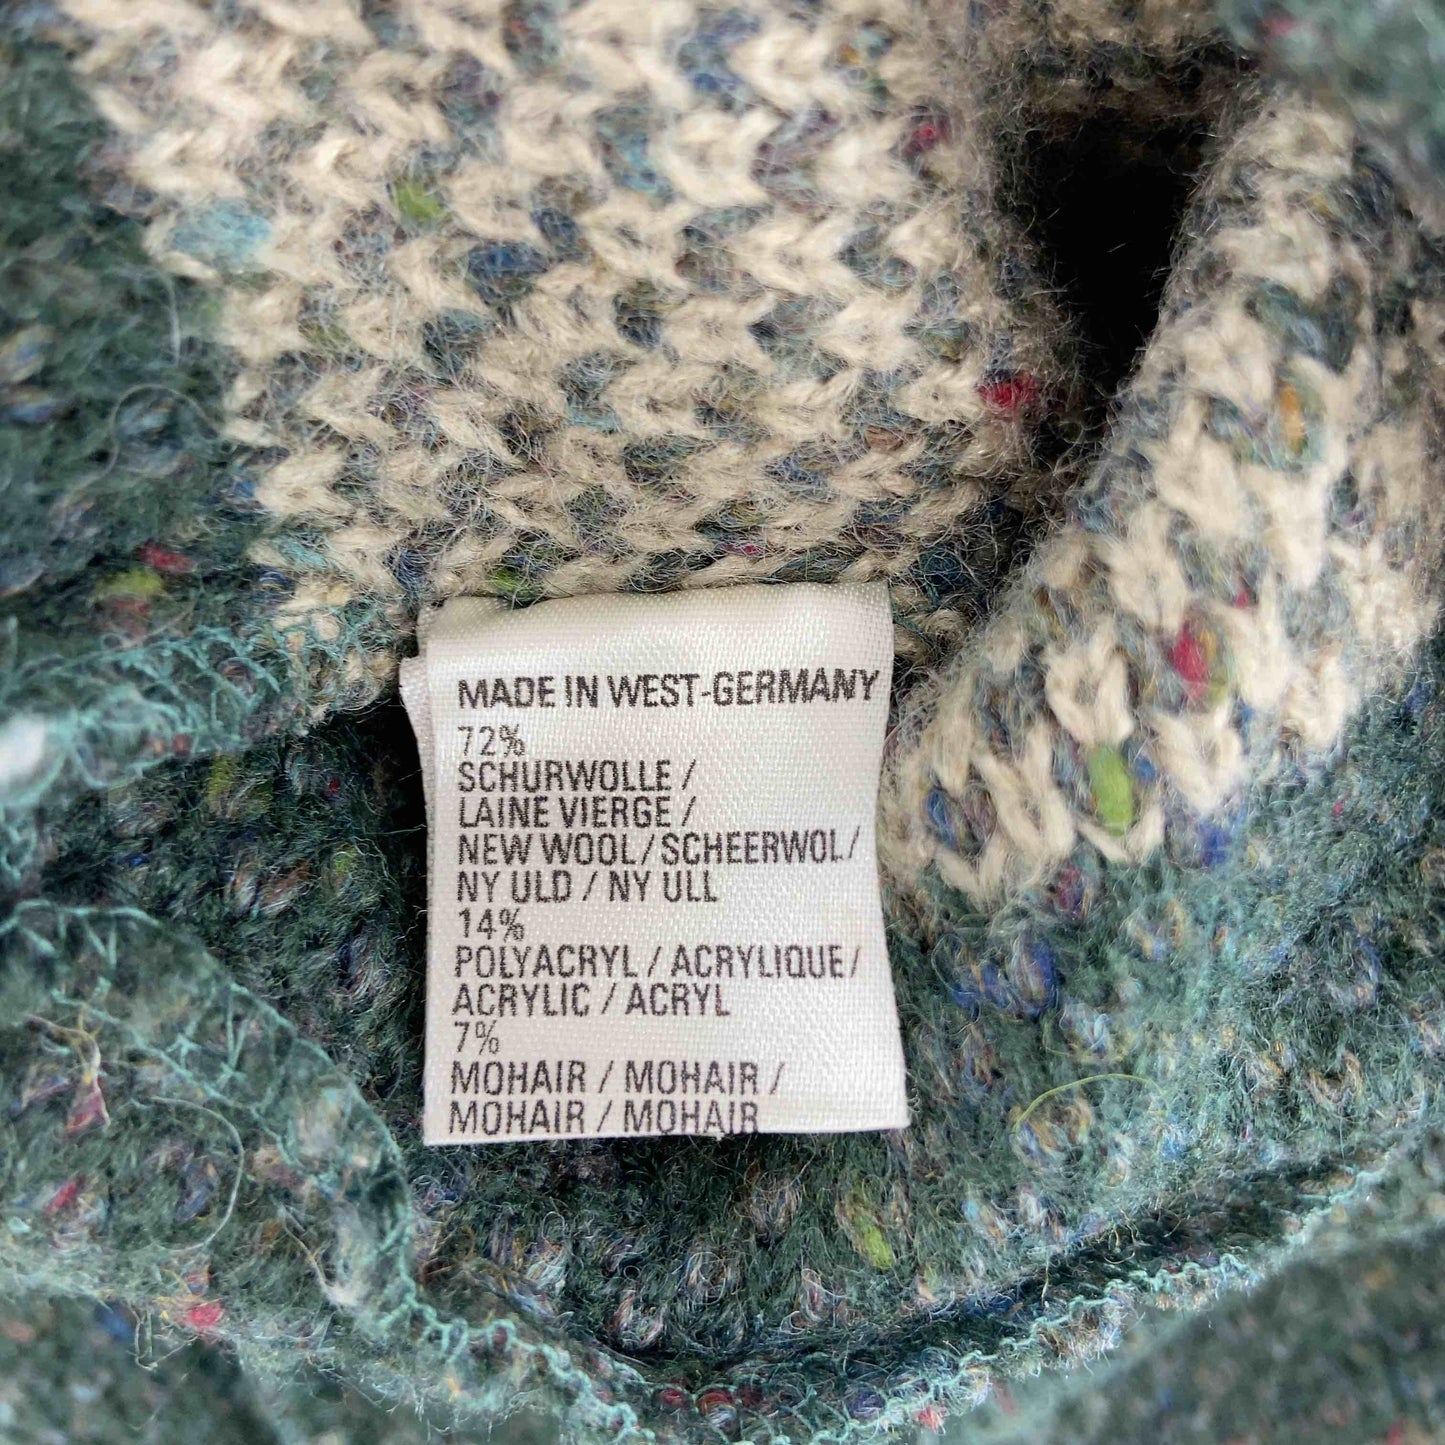 MADE IN WEST-GERMANY
72%
SCHURWOLLE /
LAINE VIERGE /
NEW WOOL / SCHEERWOL /
NY ULD / NY ULL
14%
POLYACRYL / ACRYLIQUE /
ACRYLIC / ACRYL
7%
MOHAIR / MOHAIR /
MOHAIR / MOHAIR